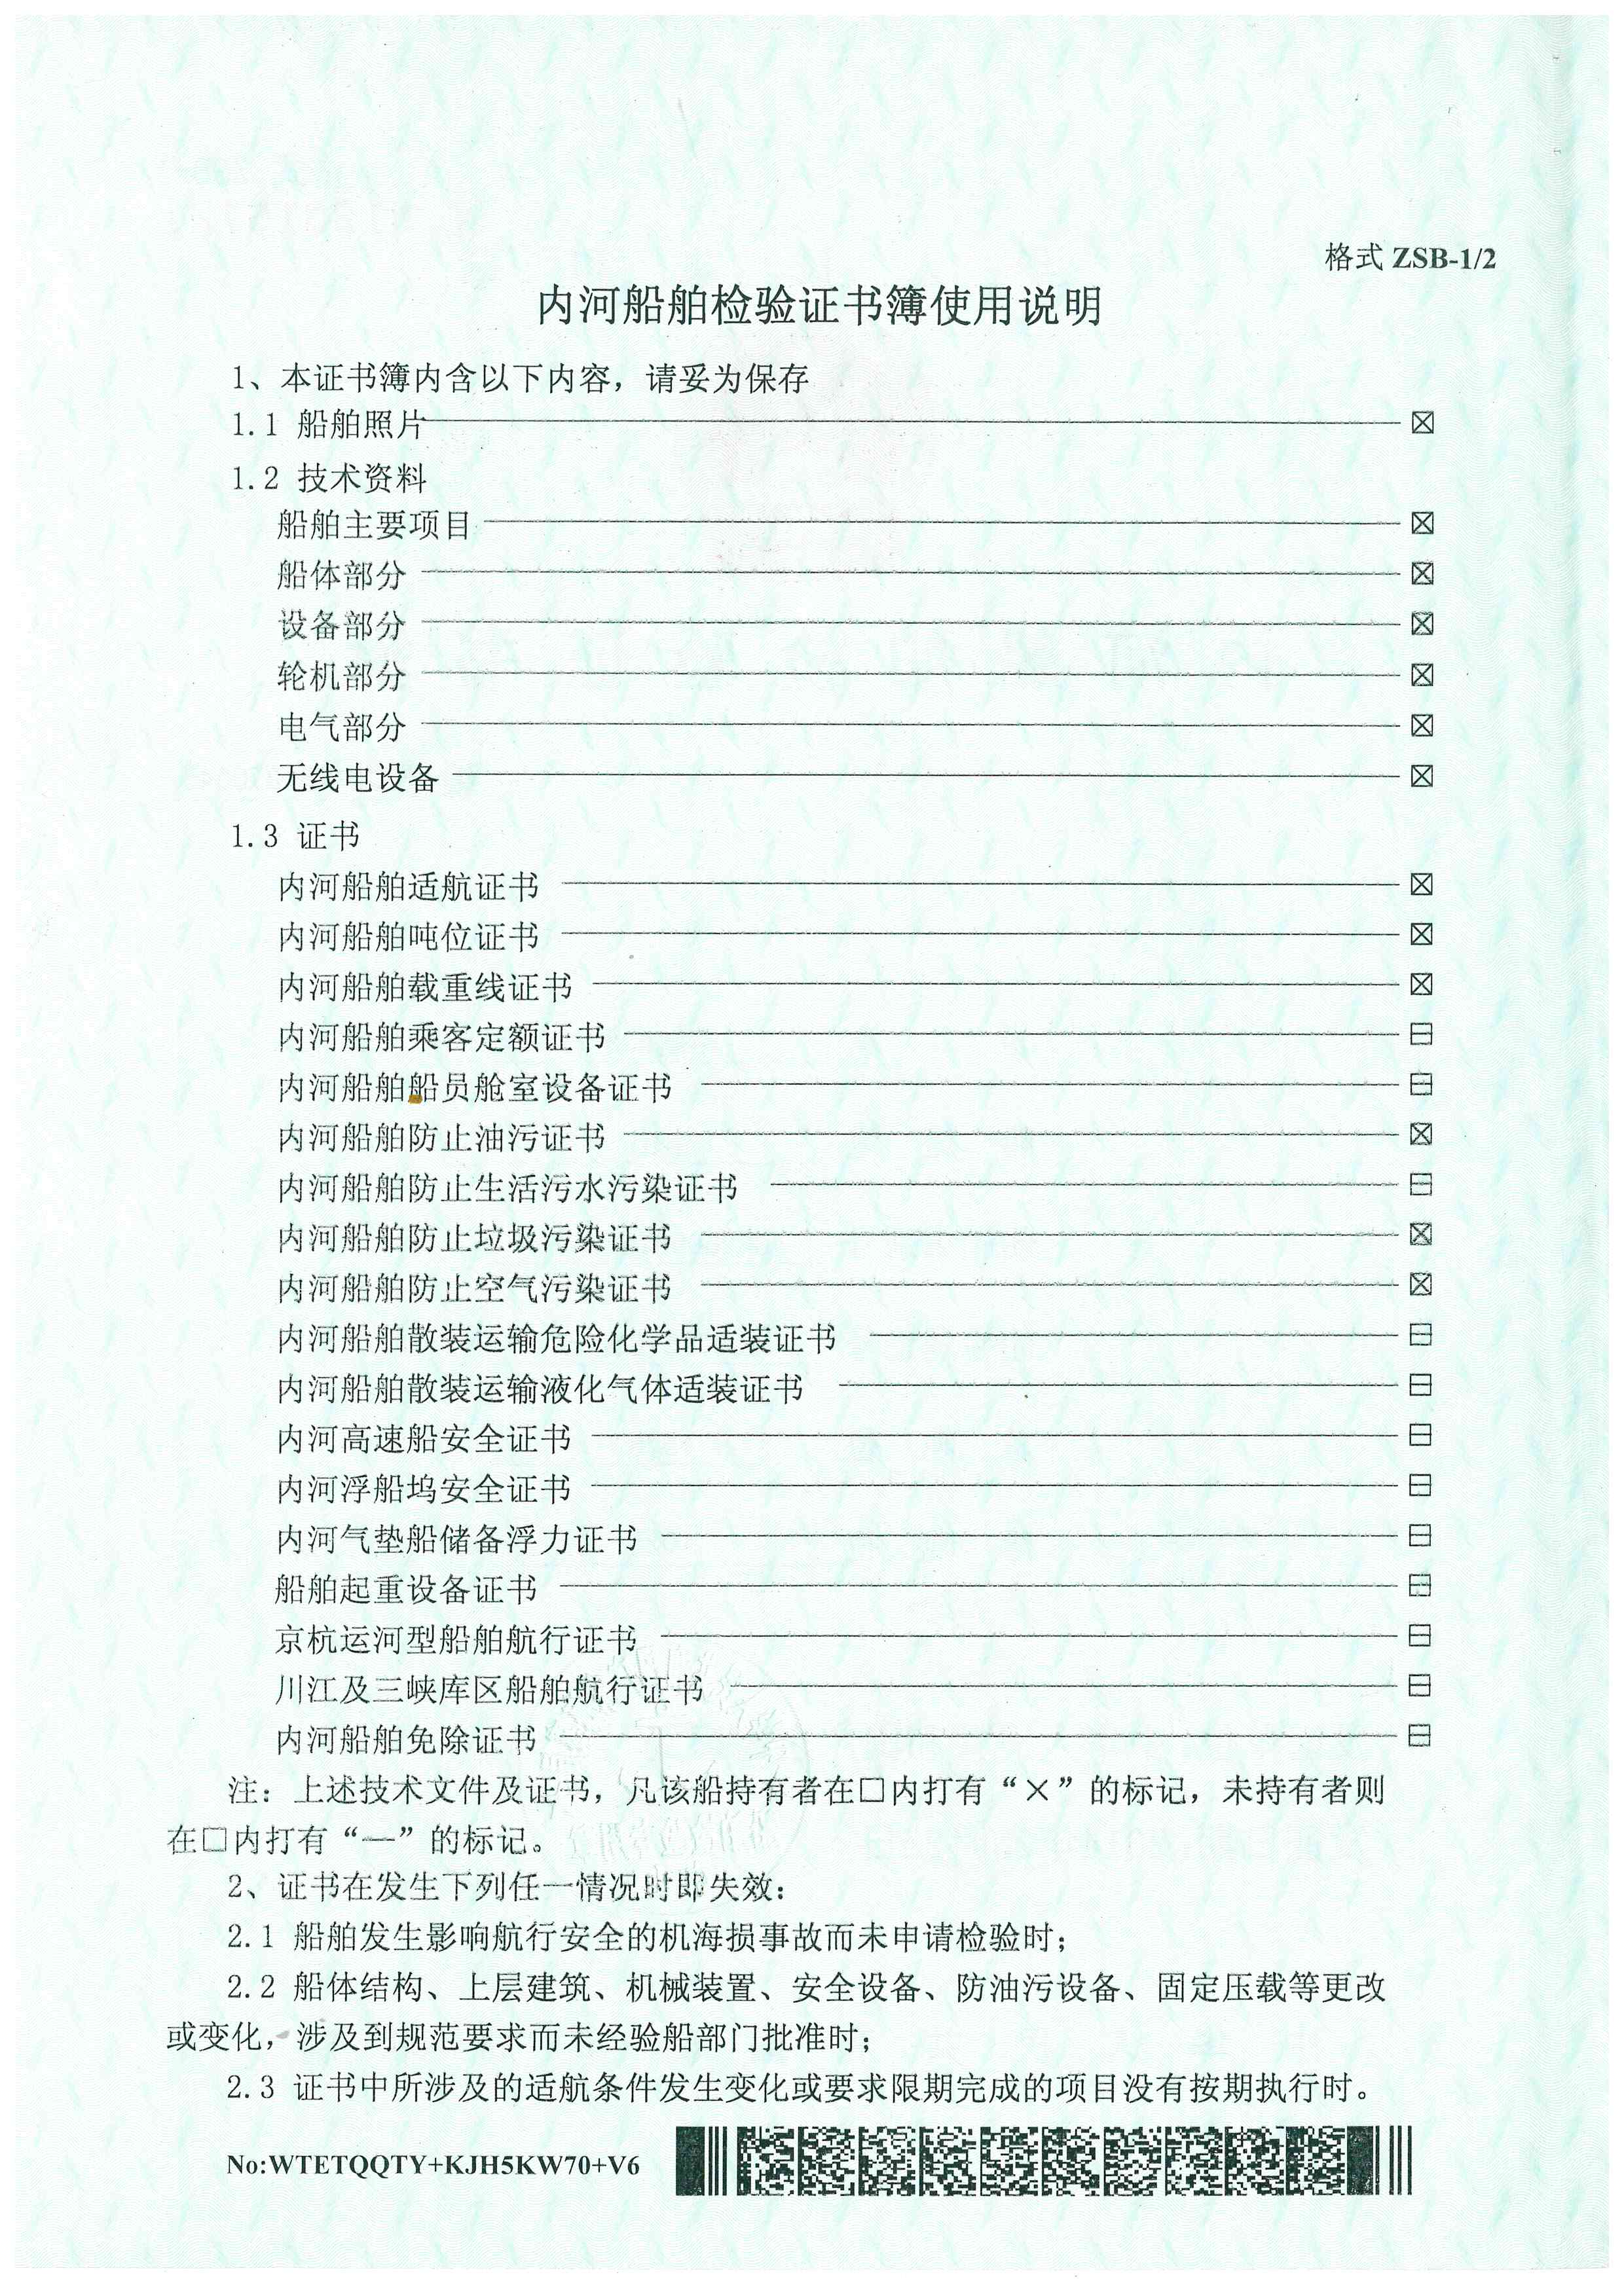 格式 ZSB-1/2
内河船舶检验证书簿使用说明
1、本证书簿内含以下内容，请妥为保存
1.1 船舶照片 ☒
1.2 技术资料
船舶主要项目 ☒
船体部分 ☒
设备部分 ☒
轮机部分 ☒
电气部分 ☒
无线电设备 ☒
1.3 证书
内河船舶适航证书 ☒
内河船舶吨位证书 ☒
内河船舶载重线证书 ☒
内河船舶乘客定额证书 ⊟
内河船舶船员舱室设备证书 ⊟
内河船舶防止油污证书 ☒
内河船舶防止生活污水污染证书 ⊟
内河船舶防止垃圾污染证书 ☒
内河船舶防止空气污染证书 ☒
内河船舶散装运输危险化学品适装证书 ⊟
内河船舶散装运输液化气体适装证书 ⊟
内河高速船安全证书 ⊟
内河浮船坞安全证书 ⊟
内河气垫船储备浮力证书 ⊟
船舶起重设备证书 ⊟
京杭运河型船舶航行证书 ⊟
川江及三峡库区船舶航行证书 ⊟
内河船舶免除证书 ⊟
注：上述技术文件及证书，凡该船持有者在□内打有“×”的标记，未持有者则
在□内打有“—”的标记。
2、证书在发生下列任一情况时即失效：
2.1 船舶发生影响航行安全的机海损事故而未申请检验时；
2.2 船体结构、上层建筑、机械装置、安全设备、防油污设备、固定压载等更改
或变化，涉及到规范要求而未经验船部门批准时；
2.3 证书中所涉及的适航条件发生变化或要求限期完成的项目没有按期执行时。
No:WTETQQTY+KJH5KW70+V6